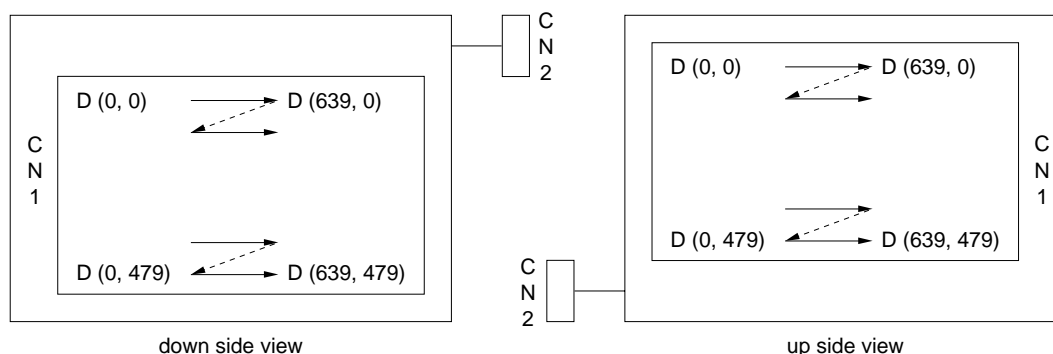 C
N
2
D (0, 0) D (639, 0)
C
N
1
D (0, 479) D (639, 479)
down side view
D (0, 0) D (639, 0)
C
N
1
D (0, 479) D (639, 479)
C
N
2
up side view